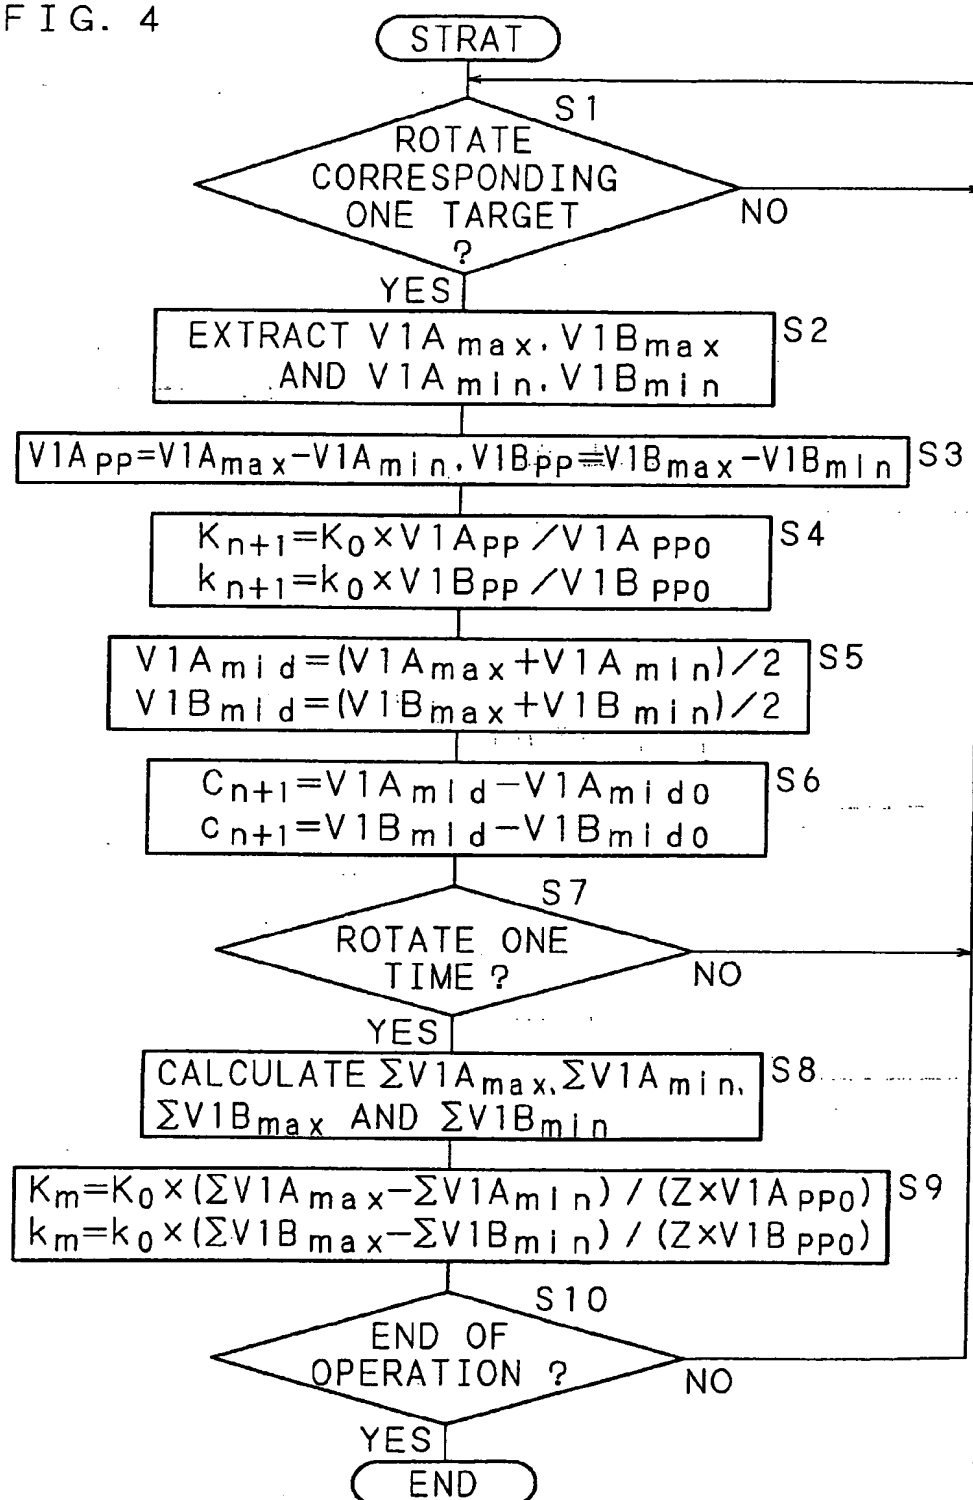 FIG. 4
STRAT
S1
ROTATE
CORRESPONDING
ONE TARGET
?
NO
YES
S2
EXTRACT V1Amax, V1Bmax
AND V1Amin, V1Bmin
V1APP=V1Amax-V1Amin, V1BPP=V1Bmax-V1Bmin S3
S4
Kn+1=K0×V1APP/V1APP0
kn+1=k0×V1BPP/V1BPP0
S5
V1Amid=(V1Amax+V1Amin)/2
V1Bmid=(V1Bmax+V1Bmin)/2
S6
Cn+1=V1Amid-V1Amid0
cn+1=V1Bmid-V1Bmid0
S7
ROTATE ONE
TIME?
NO
YES
S8
CALCULATE ΣV1Amax, ΣV1Amin,
ΣV1Bmax AND ΣV1Bmin
S9
Km=K0×(ΣV1Amax-ΣV1Amin)/(Z×V1APP0)
km=k0×(ΣV1Bmax-ΣV1Bmin)/(Z×V1BPP0)
S10
END OF
OPERATION ?
NO
YES
END